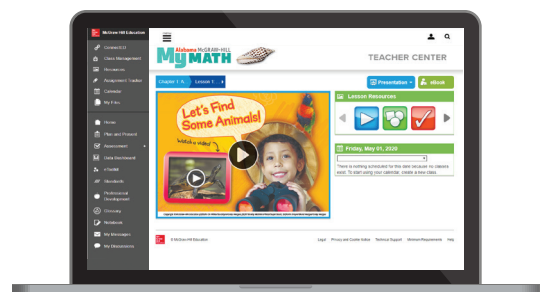 McGraw-Hill Education
ConnectED
Class Management
Resources
Assignment Tracker
Calendar
My Files
Home
Plan and Present
Assessment
Data Dashboard
eToolkit
Standards
Professional
Development
Glossary
Notebook
My Messages
My Discussions
Alabama McGRAW-HILL
My MATH
TEACHER CENTER
Chapter 1 A
Lesson 1
Presentation
eBook
Let's Find
Some Animals!
Watch a video!
Lesson Resources
Friday, May 01, 2020
There is nothing scheduled for this date because no classes
exist. To start using your calendar, create a new class.
© McGraw-Hill Education
Legal
Privacy and Cookie Notice
Technical Support
Minimum Requirements
Help